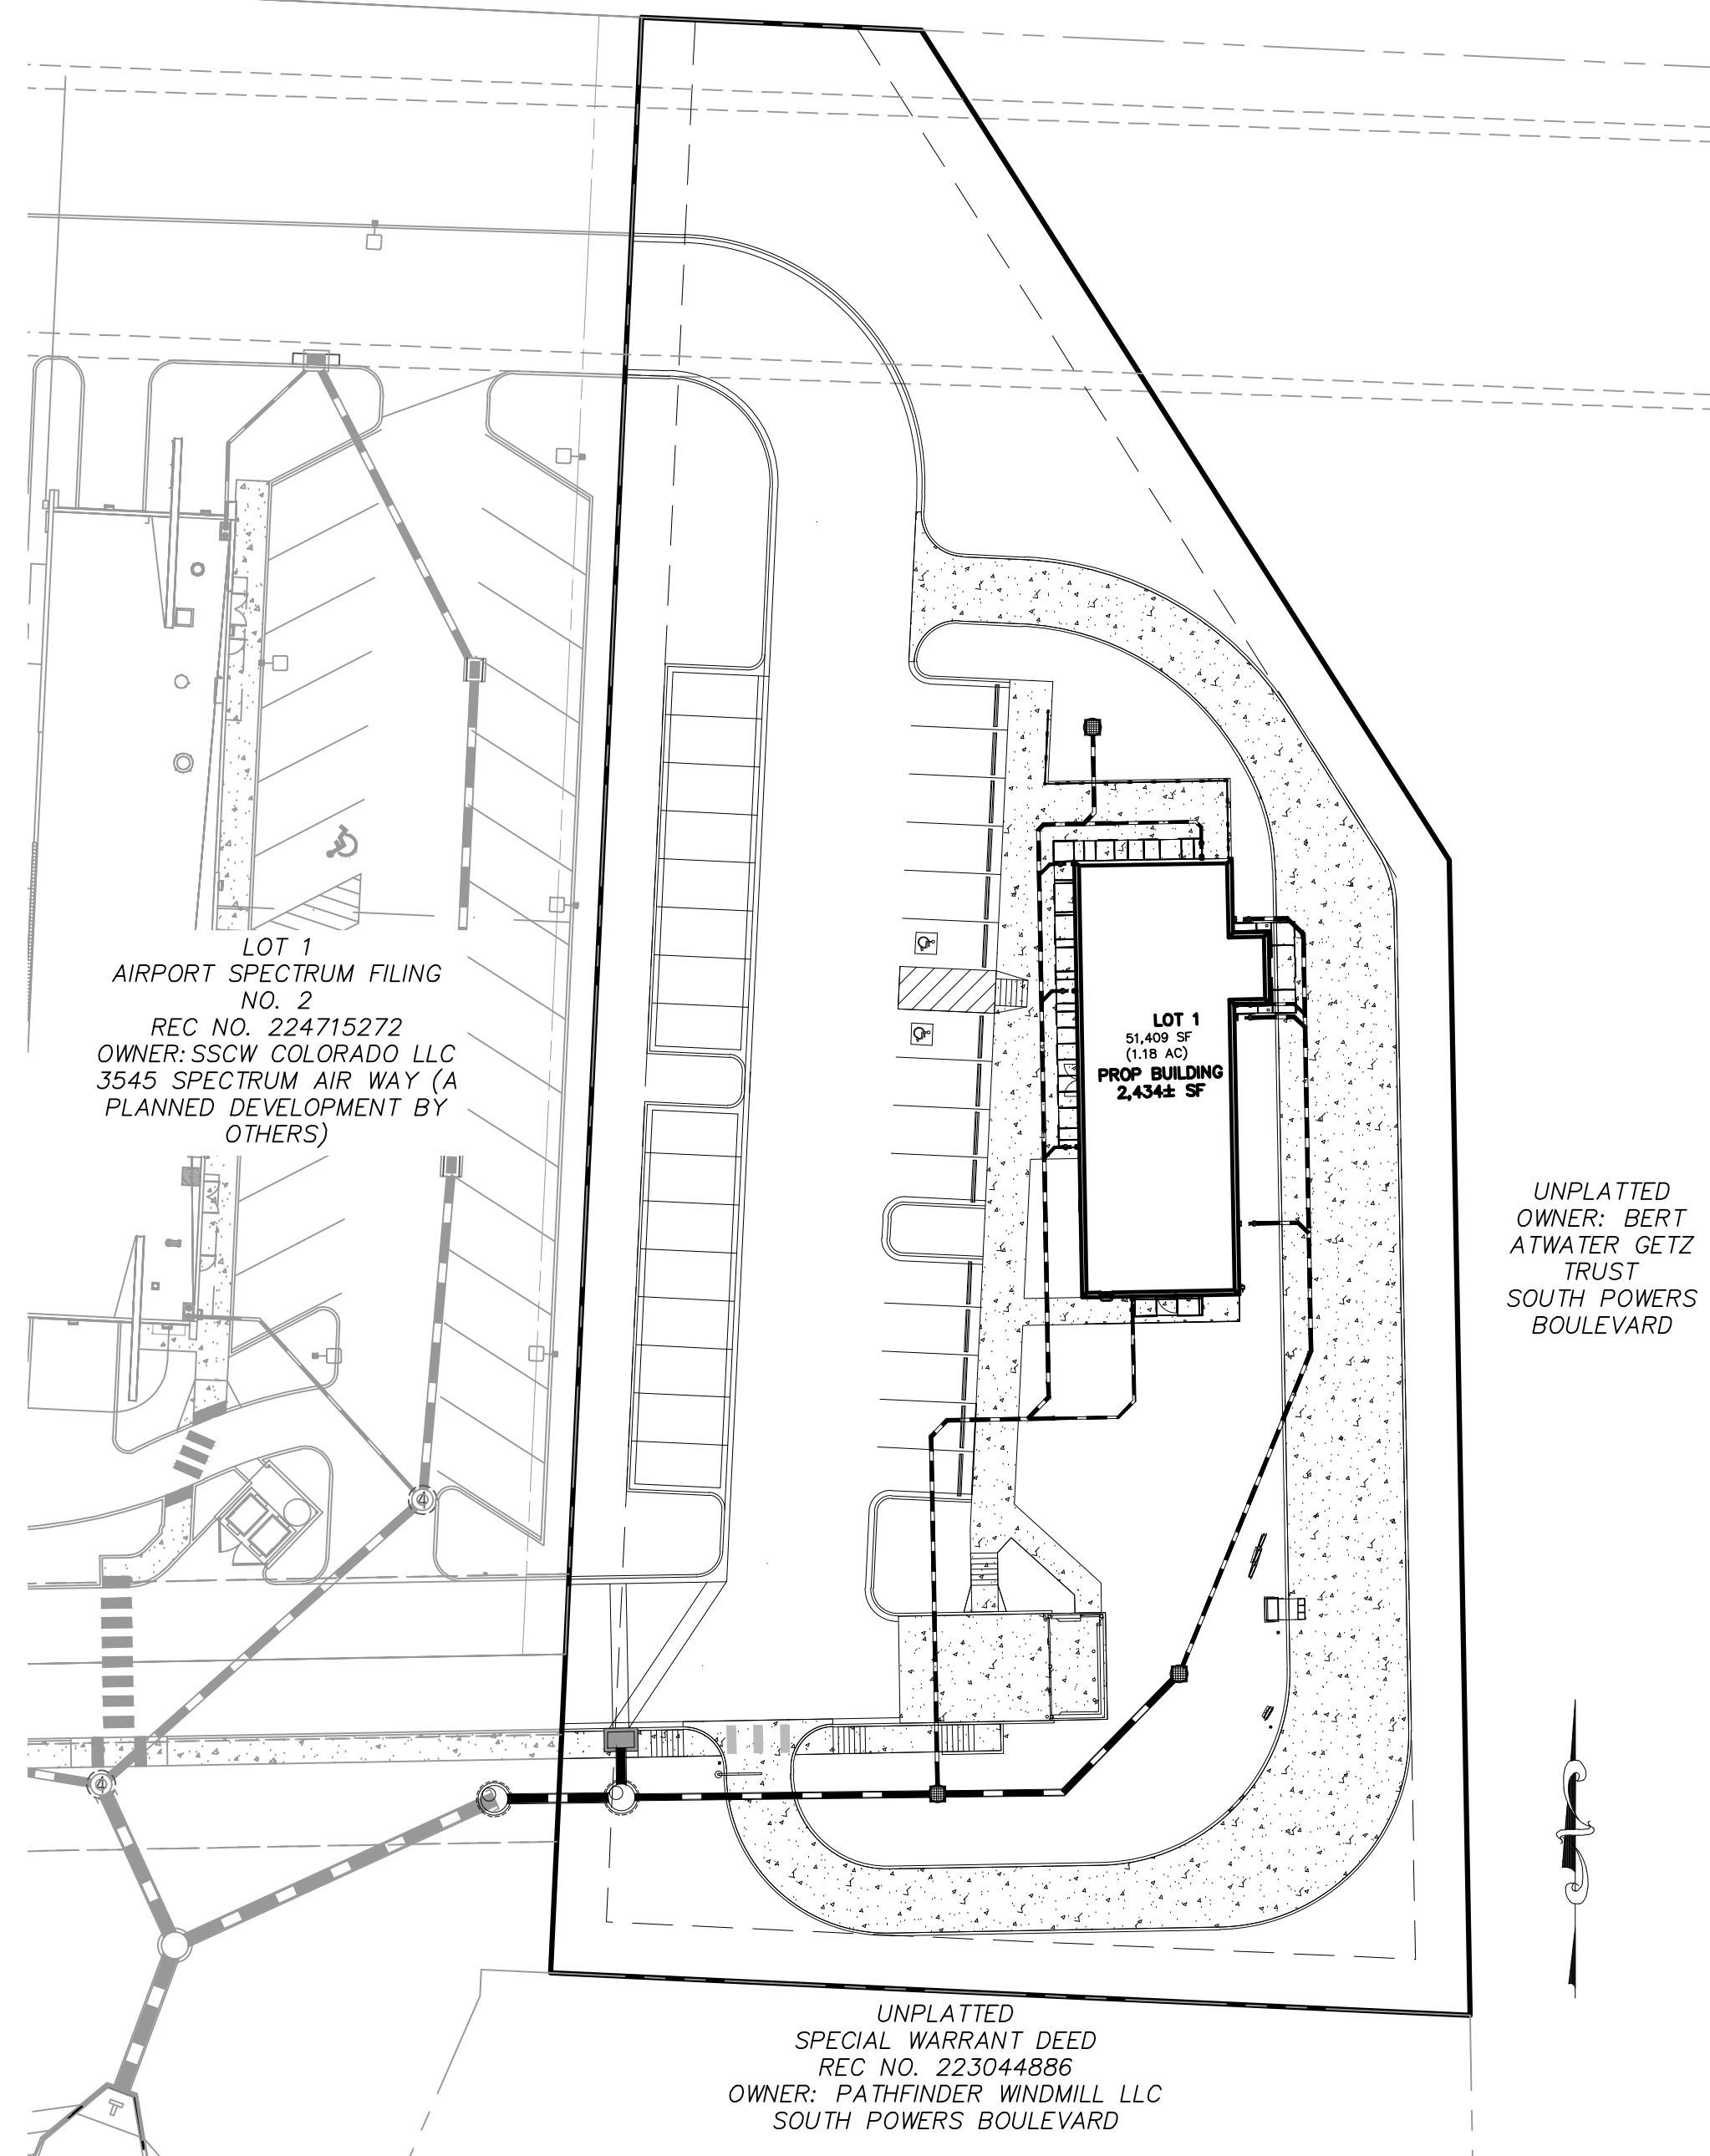 LOT 1
AIRPORT SPECTRUM FILING
NO. 2
REC NO. 224715272
OWNER: SSCW COLORADO LLC
3545 SPECTRUM AIR WAY (A
PLANNED DEVELOPMENT BY
OTHERS)
LOT 1
51,409 SF
(1.18 AC)
PROP BUILDING
2,434± SF
UNPLATTED
OWNER: BERT
ATWATER GETZ
TRUST
SOUTH POWERS
BOULEVARD
4
4
T
UNPLATTED
SPECIAL WARRANT DEED
REC NO. 223044886
OWNER: PATHFINDER WINDMILL LLC
SOUTH POWERS BOULEVARD